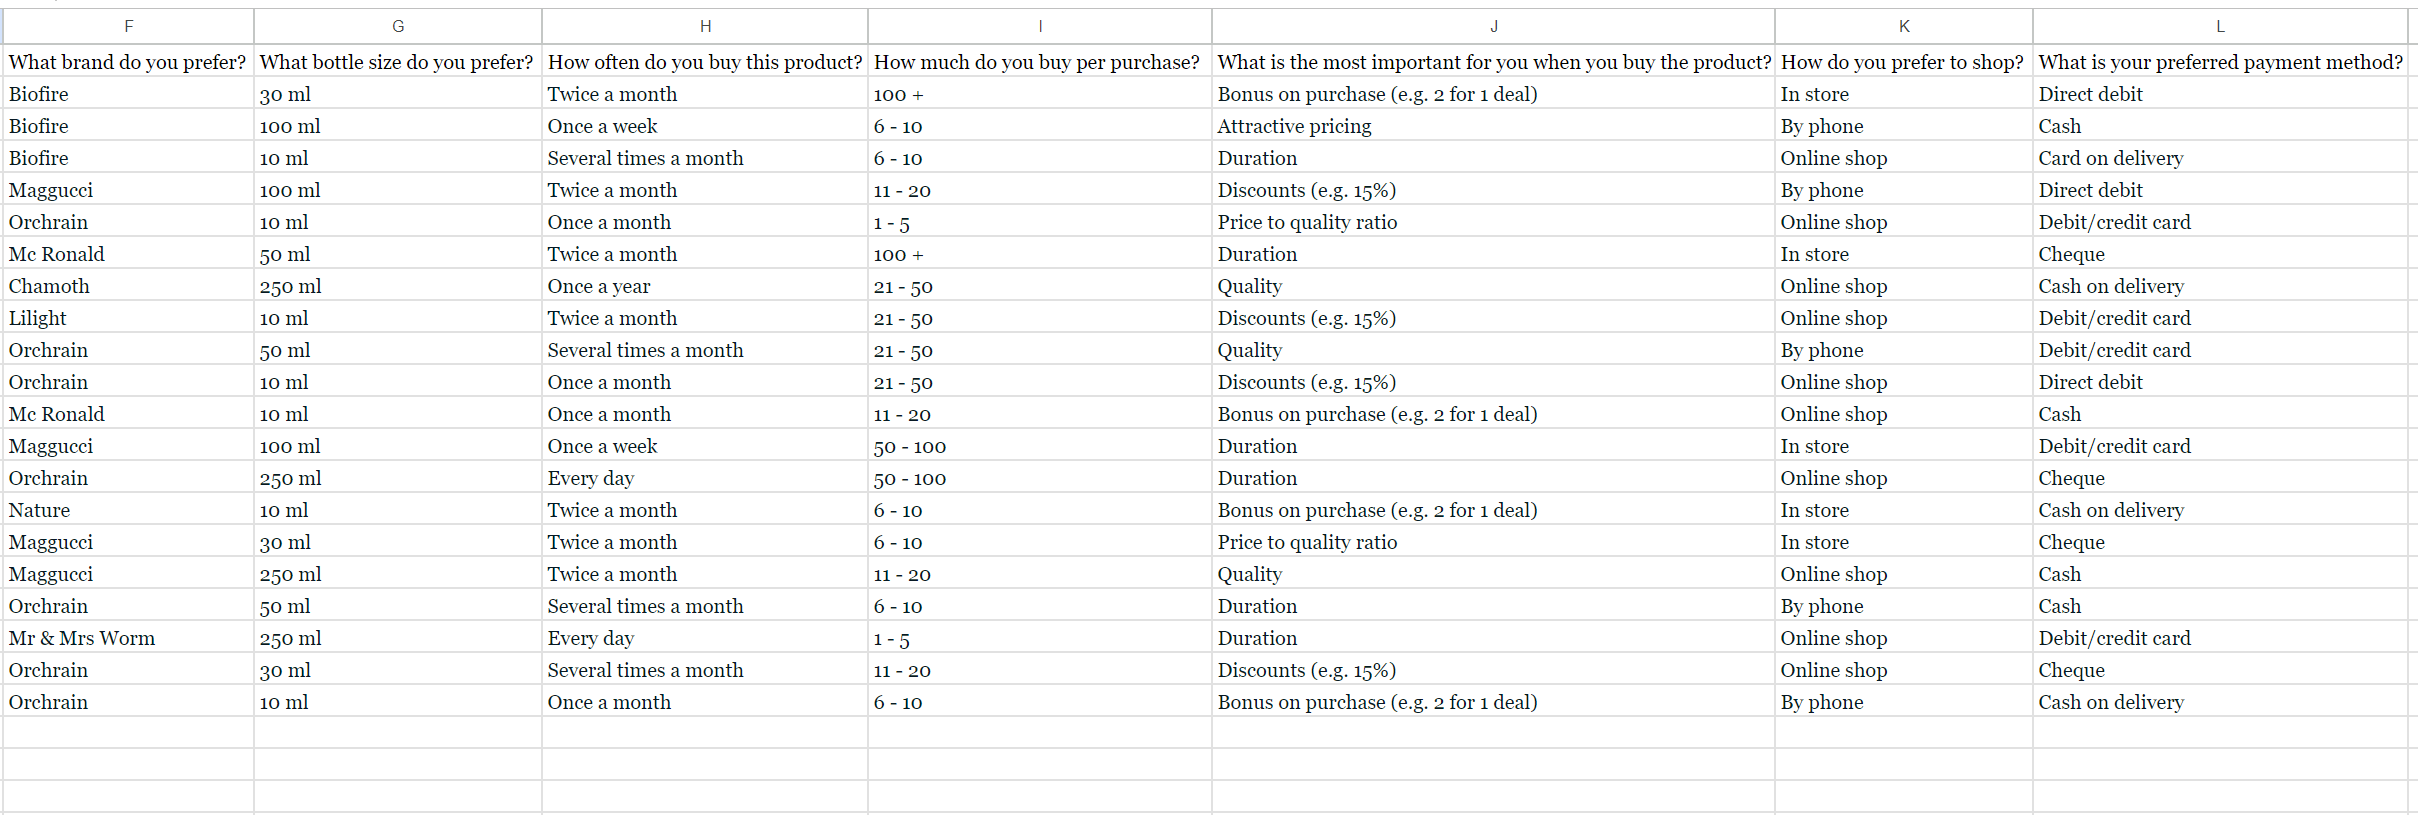 F G H I J K L
What brand do you prefer? What bottle size do you prefer? How often do you buy this product? How much do you buy per purchase? What is the most important for you when you buy the product? How do you prefer to shop? What is your preferred payment method?
Biofire 30 ml Twice a month 100 + Bonus on purchase (e.g. 2 for 1 deal) In store Direct debit
Biofire 100 ml Once a week 6 - 10 Attractive pricing By phone Cash
Biofire 10 ml Several times a month 6 - 10 Duration Online shop Card on delivery
Maggucci 100 ml Twice a month 11 - 20 Discounts (e.g. 15%) By phone Direct debit
Orchrain 10 ml Once a month 1 - 5 Price to quality ratio Online shop Debit/credit card
Mc Ronald 50 ml Twice a month 100 + Duration In store Cheque
Chamoth 250 ml Once a year 21 - 50 Quality Online shop Cash on delivery
Lilight 10 ml Twice a month 21 - 50 Discounts (e.g. 15%) Online shop Debit/credit card
Orchrain 50 ml Several times a month 21 - 50 Quality By phone Debit/credit card
Orchrain 10 ml Once a month 21 - 50 Discounts (e.g. 15%) Online shop Direct debit
Mc Ronald 10 ml Once a month 11 - 20 Bonus on purchase (e.g. 2 for 1 deal) Online shop Cash
Maggucci 100 ml Once a week 50 - 100 Duration In store Debit/credit card
Orchrain 250 ml Every day 50 - 100 Duration Online shop Cheque
Nature 10 ml Twice a month 6 - 10 Bonus on purchase (e.g. 2 for 1 deal) In store Cash on delivery
Maggucci 30 ml Twice a month 6 - 10 Price to quality ratio In store Cheque
Maggucci 250 ml Twice a month 11 - 20 Quality Online shop Cash
Orchrain 50 ml Several times a month 6 - 10 Duration By phone Cash
Mr & Mrs Worm 250 ml Every day 1 - 5 Duration Online shop Debit/credit card
Orchrain 30 ml Several times a month 11 - 20 Discounts (e.g. 15%) Online shop Cheque
Orchrain 10 ml Once a month 6 - 10 Bonus on purchase (e.g. 2 for 1 deal) By phone Cash on delivery